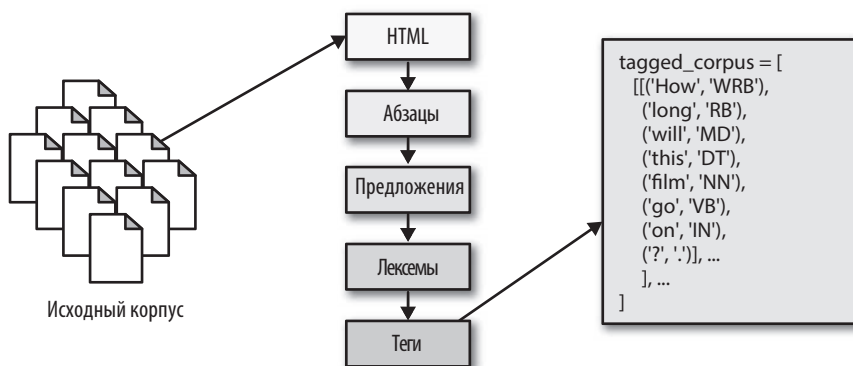 Исходный корпус
HTML
Абзацы
Предложения
Лексемы
Теги
tagged_corpus = [
[[('How', 'WRB'),
('long', 'RB'),
('will', 'MD'),
('this', 'DT'),
('film', 'NN'),
('go', 'VB'),
('on', 'IN'),
('?', '.')], ...
], ...
]